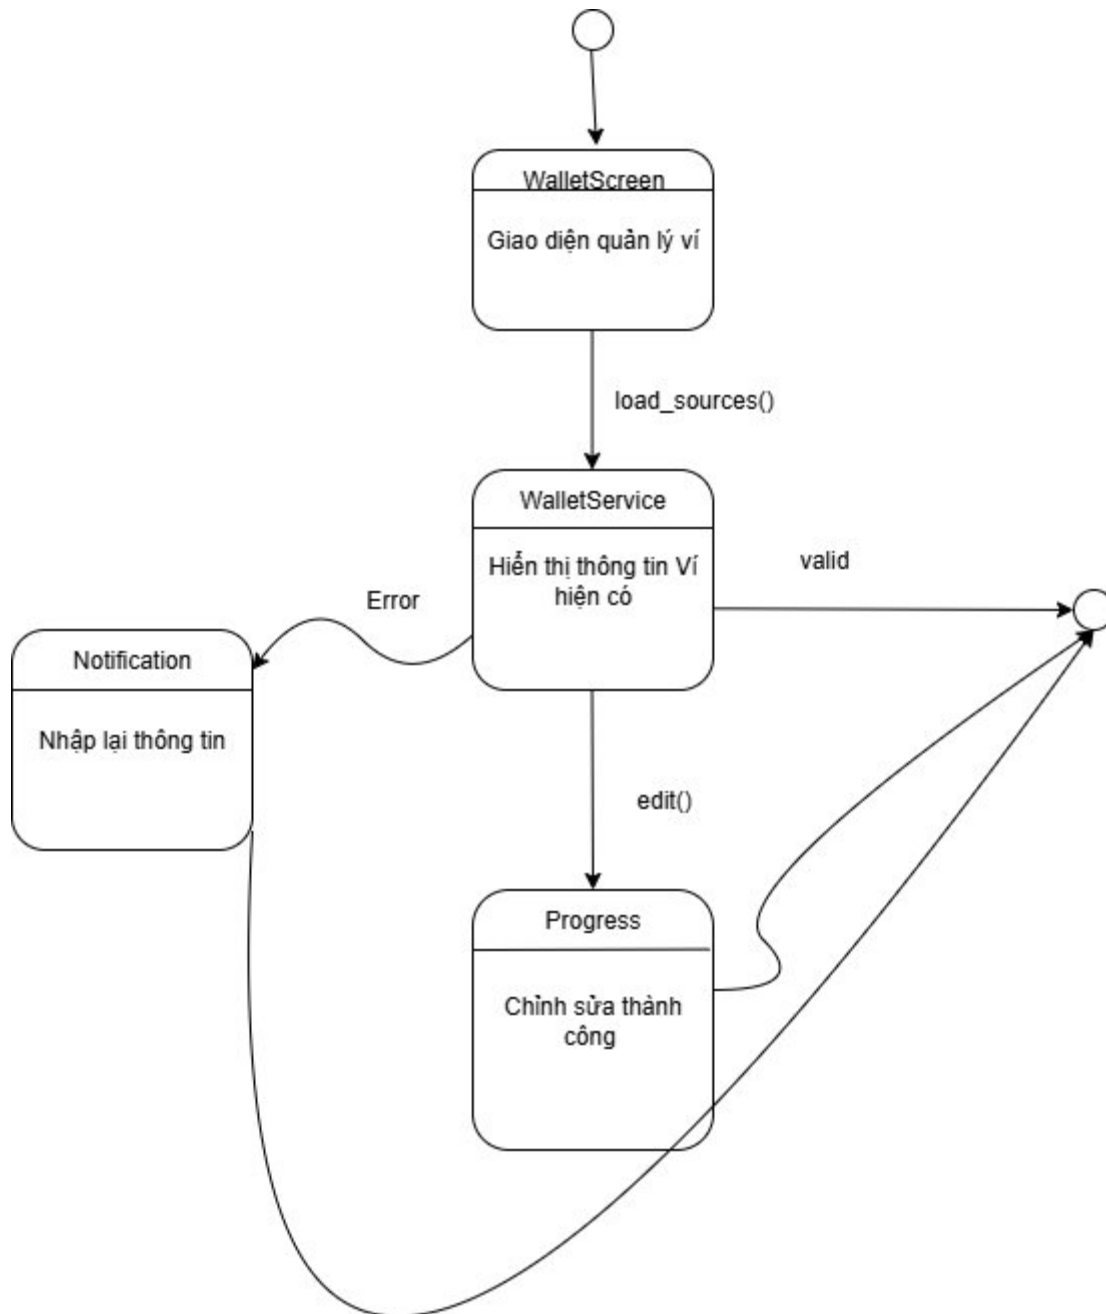 WalletScreen
Giao diện quản lý ví
load_sources()
WalletService
Hiển thị thông tin Ví
hiện có
valid
Error
Notification
Nhập lại thông tin
edit()
Progress
Chỉnh sửa thành
công